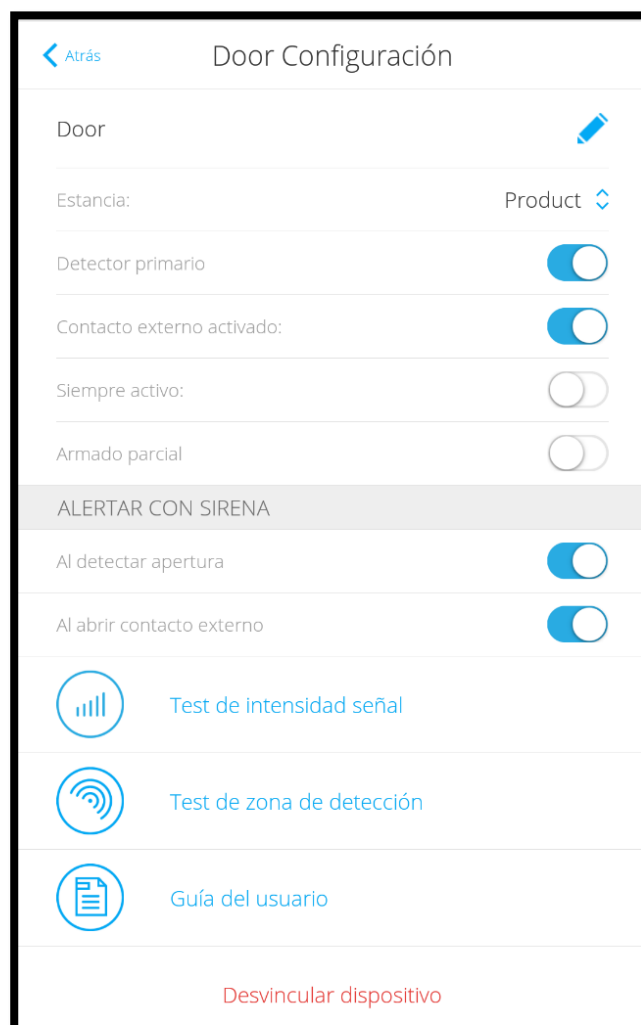 Atrás
Door Configuración
Door
Estancia:
Product
Detector primario
Contacto externo activado:
Siempre activo:
Armado parcial
ALERTAR CON SIRENA
Al detectar apertura
Al abrir contacto externo
Test de intensidad señal
Test de zona de detección
Guía del usuario
Desvincular dispositivo